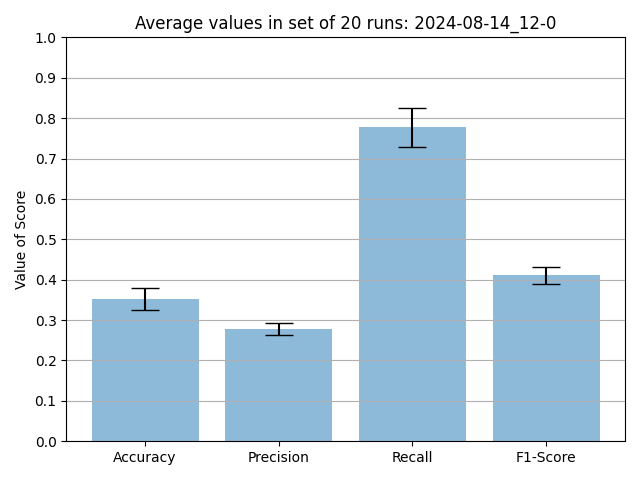 Average values in set of 20 runs: 2024-08-14_12-0
1.0
0.9
0.8
0.7
0.6
0.5
0.4
0.3
0.2
0.1
0.0
Value of Score
Accuracy
Precision
Recall
F1-Score